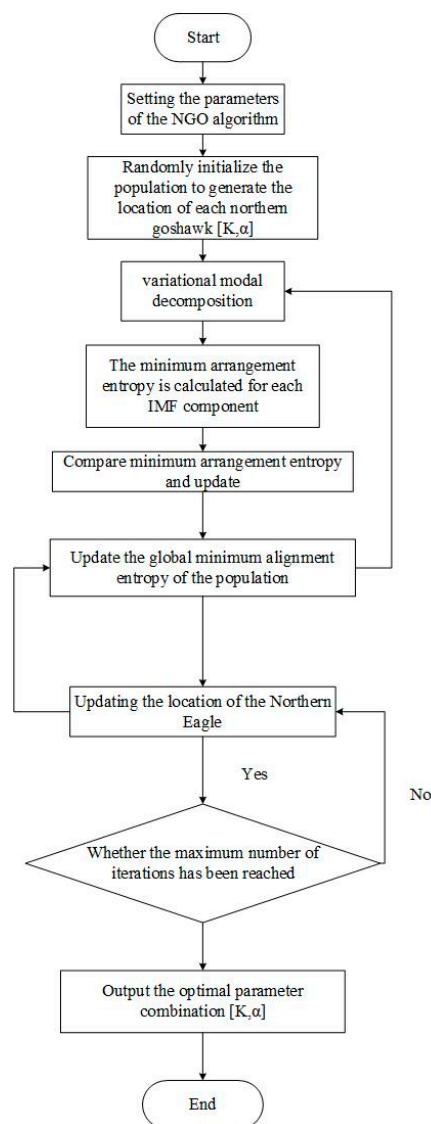 Start
Setting the parameters
of the NGO algorithm
Randomly initialize the
population to generate the
location of each northern
goshawk [K,α]
variational modal
decomposition
The minimum arrangement
entropy is calculated for each
IMF component
Compare minimum arrangement entropy
and update
Update the global minimum alignment
entropy of the population
Updating the location of the Northern
Eagle
Yes
No
Whether the maximum number of
iterations has been reached
Output the optimal parameter
combination [K,α]
End